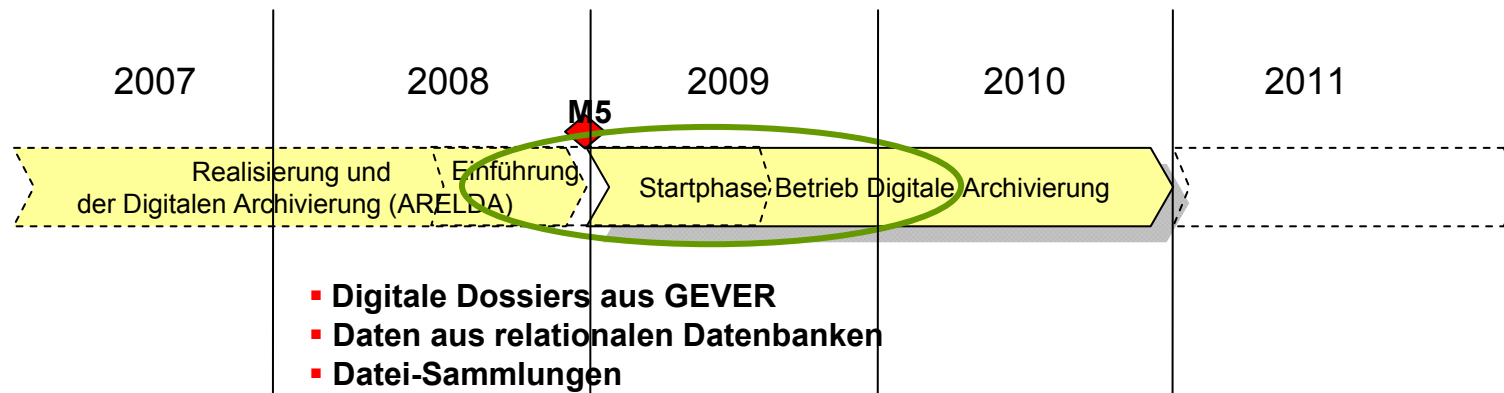 2007 2008 2009 2010 2011
M5
Realisierung und Einführung
der Digitalen Archivierung (ARELDA)
Startphase Betrieb Digitale Archivierung
▪ Digitale Dossiers aus GEVER
▪ Daten aus relationalen Datenbanken
▪ Datei-Sammlungen